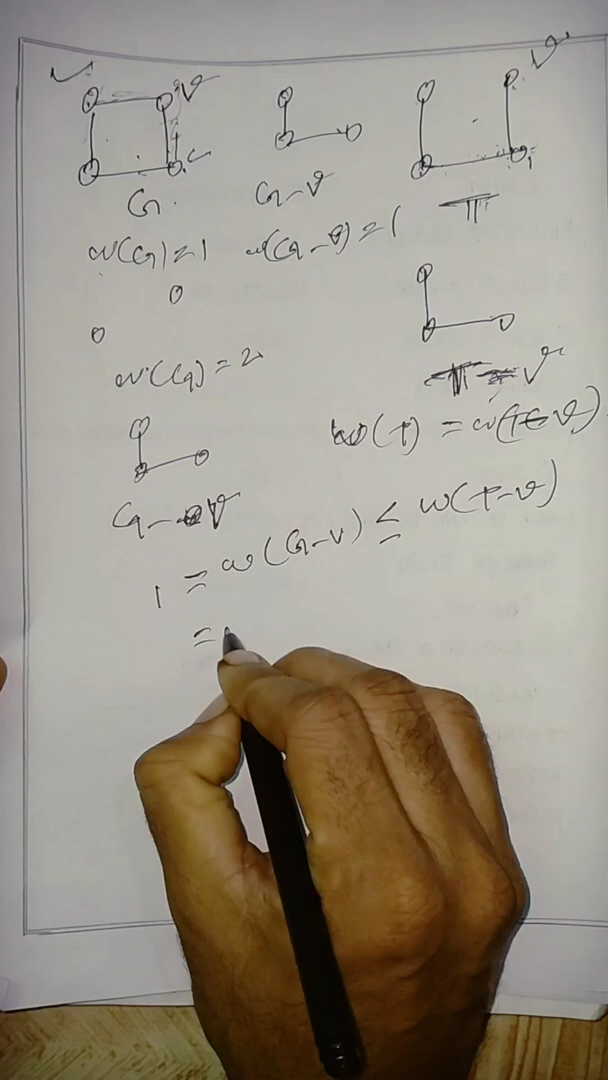 v v
G. G-v T
ω(G)=1 ω(G-v)=1
ω(G)=2 T-v
ω(T) = ω(T-v)
G-v
1 = ω(G-v) ≤ ω(T-v)
=